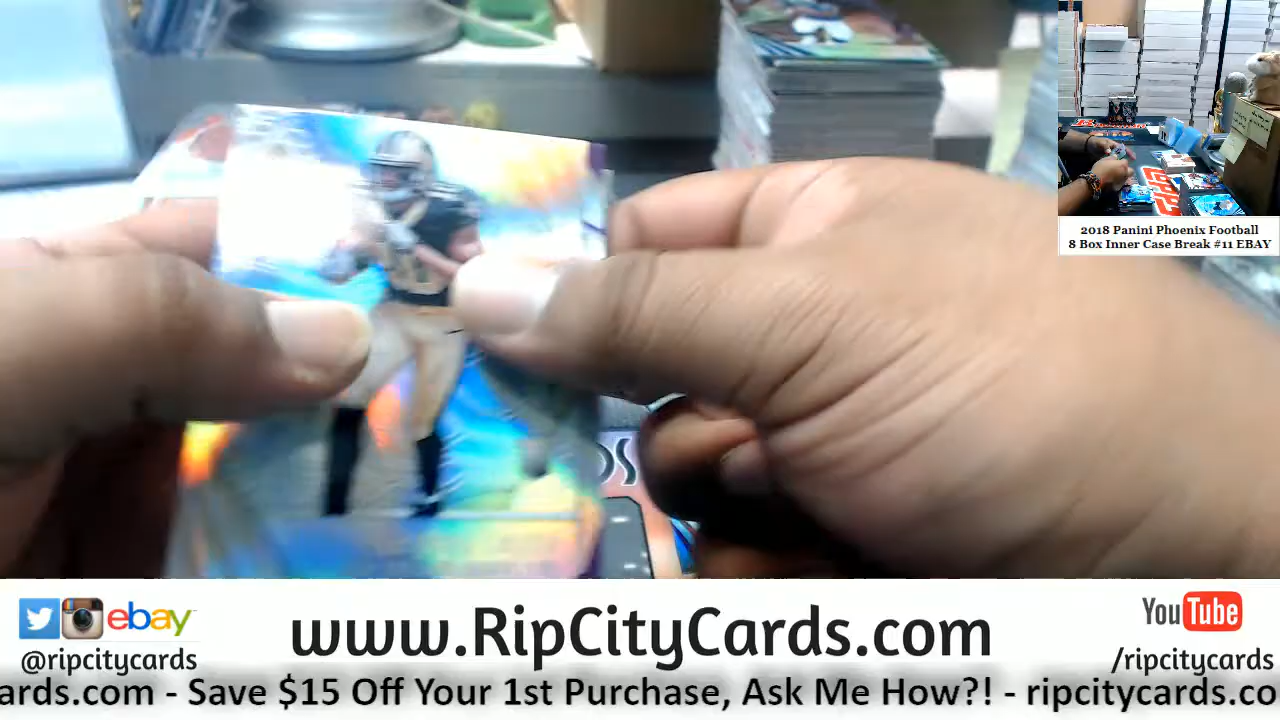 2018 Panini Phoenix Football
8 Box Inner Case Break #11 EBAY
ebay
@ripcitycards
www.RipCityCards.com
YouTube
/ripcitycards
cards.com - Save $15 Off Your 1st Purchase, Ask Me How?! - ripcitycards.co